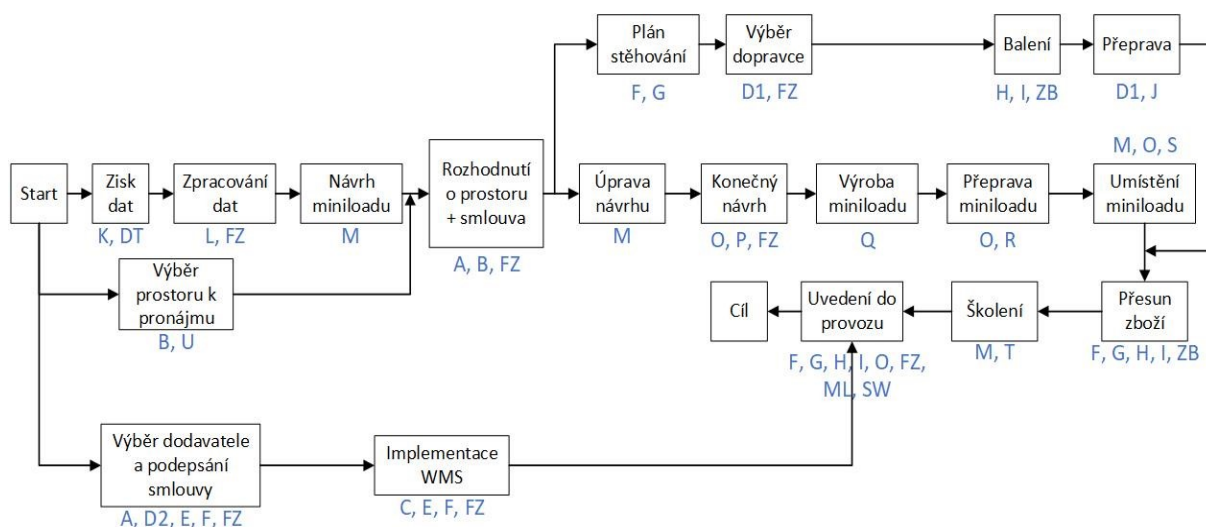 Plán
stěhování
F, G
Výběr
dopravce
D1, FZ
Balení
H, I, ZB
Přeprava
D1, J
Start
Zisk
dat
K, DT
Zpracování
dat
L, FZ
Návrh
miniloadu
M
Rozhodnutí
o prostoru
+ smlouva
A, B, FZ
Úprava
návrhu
M
Konečný
návrh
O, P, FZ
Výroba
miniloadu
Q
Přeprava
miniloadu
O, R
M, O, S
Umístění
miniloadu
Výběr
prostoru k
pronájmu
B, U
Cíl
Uvedení do
provozu
F, G, H, I, O, FZ,
ML, SW
Školení
M, T
Přesun
zboží
F, G, H, I, ZB
Výběr dodavatele
a podepsání
smlouvy
A, D2, E, F, FZ
Implementace
WMS
C, E, F, FZ